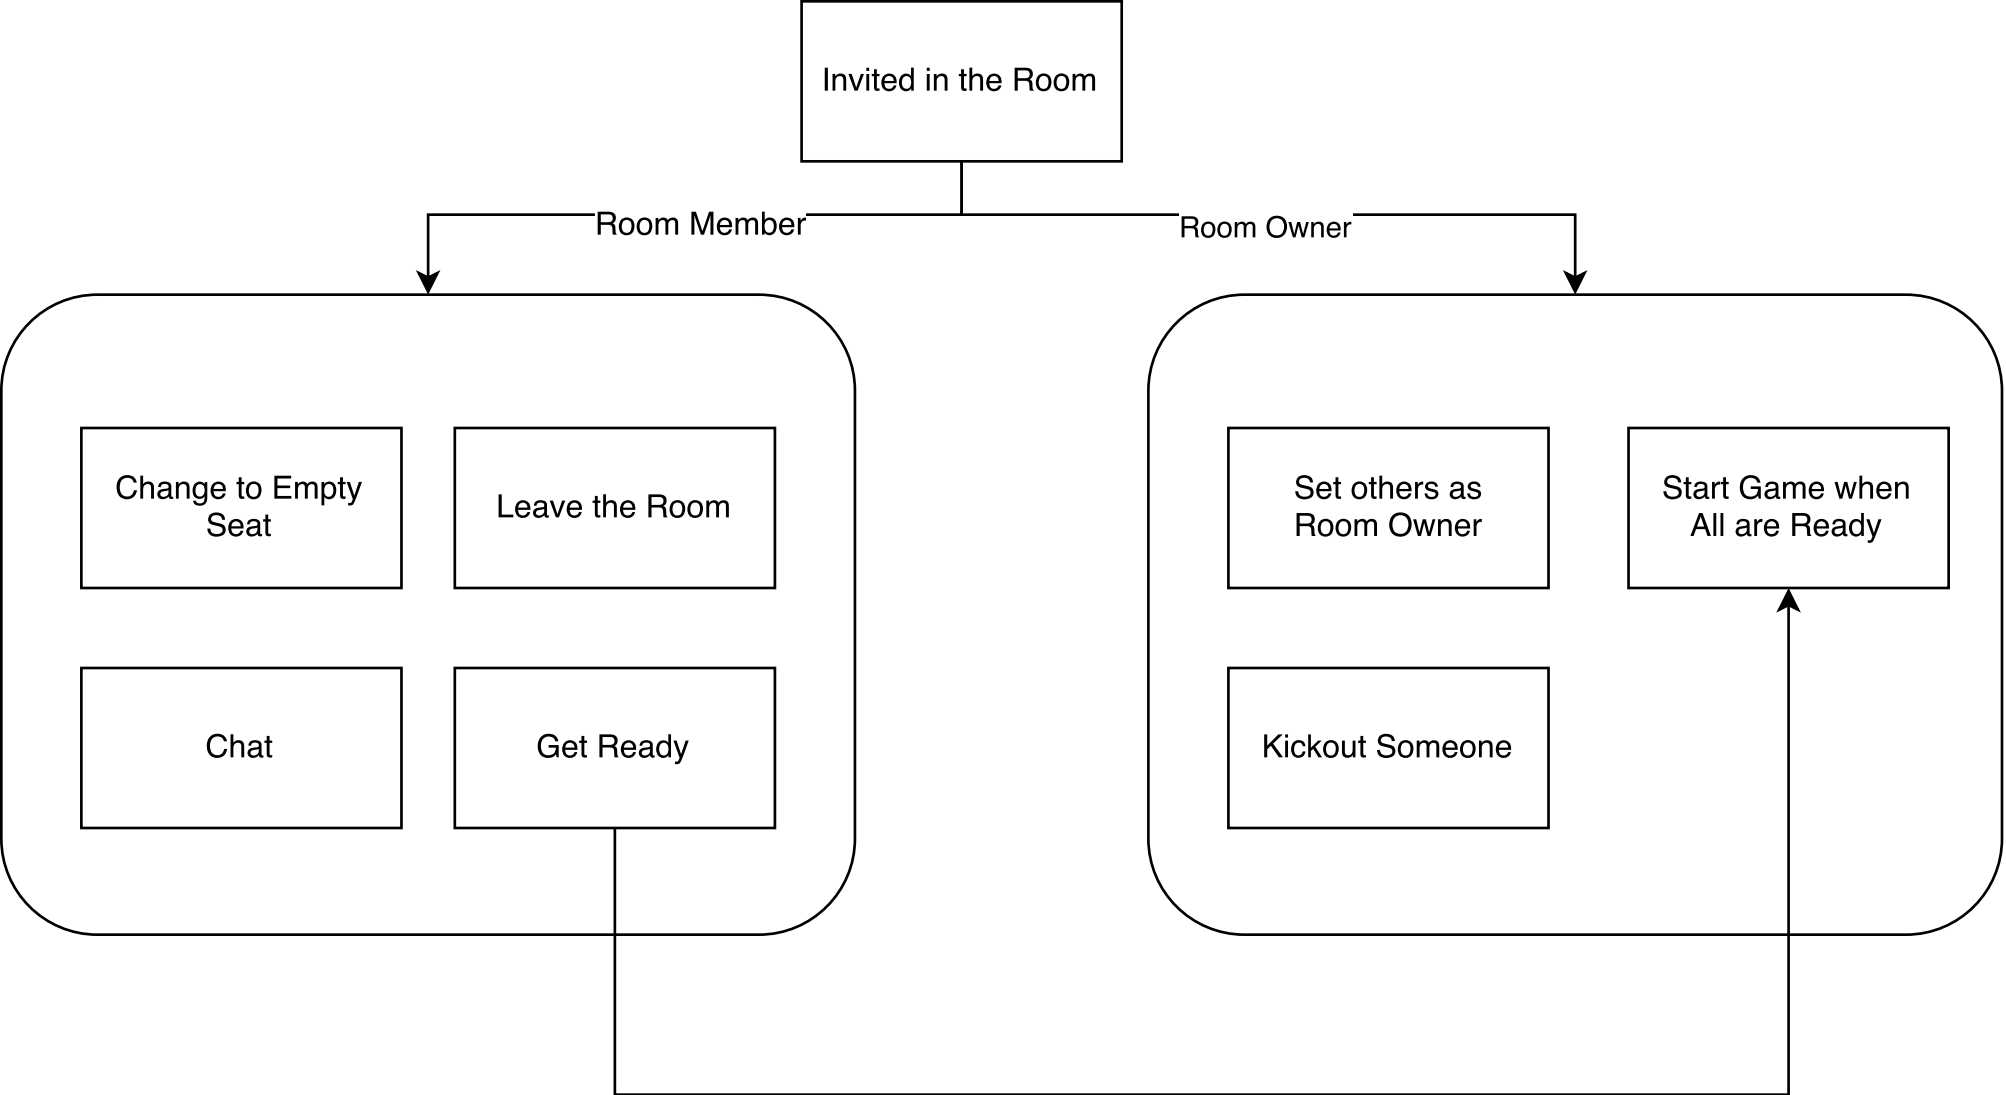 Invited in the Room
Room Member
Room Owner
Change to Empty
Seat
Leave the Room
Chat
Get Ready
Set others as
Room Owner
Start Game when
All are Ready
Kickout Someone